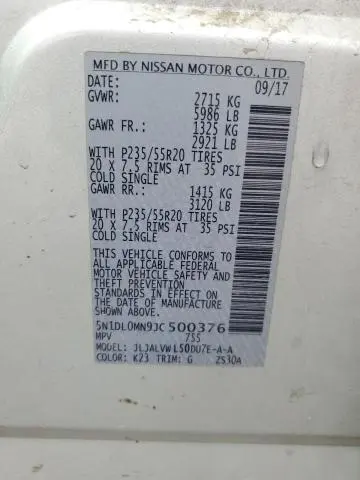 MFD BY NISSAN MOTOR CO., LTD.
DATE: 09/17
GVWR: 2715 KG
5986 LB
GAWR FR.: 1325 KG
2921 LB
WITH P235/55R20 TIRES
20 X 7.5 RIMS AT 35 PSI
COLD SINGLE
GAWR RR.: 1415 KG
3120 LB
WITH P235/55R20 TIRES
20 X 7.5 RIMS AT 35 PSI
COLD SINGLE
THIS VEHICLE CONFORMS TO
ALL APPLICABLE FEDERAL
MOTOR VEHICLE SAFETY AND
THEFT PREVENTION
STANDARDS IN EFFECT ON
THE DATE OF MANUFACTURE
SHOWN ABOVE.
5N1DL0MN9JC500376
MPV 755
MODEL: JLJALVWL50DU7E-A-A
COLOR: K23 TRIM: G 2530A